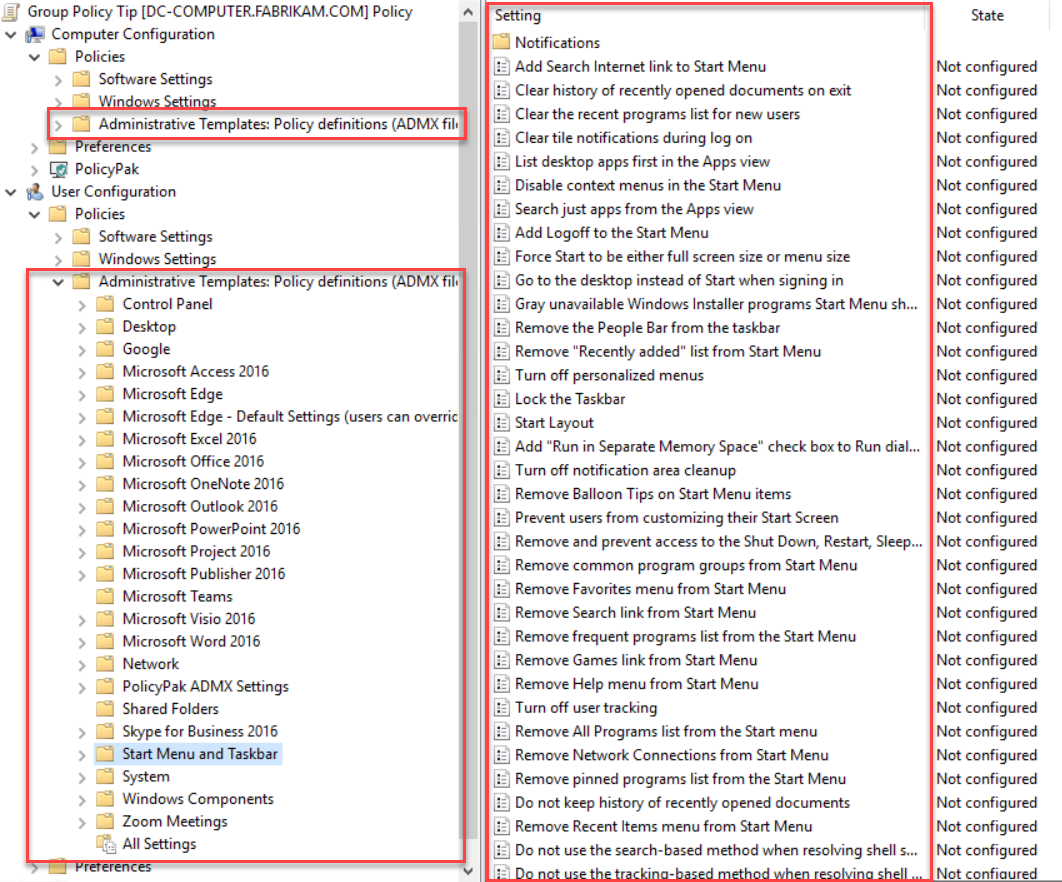 Group Policy Tip [DC-COMPUTER.FABRIKAM.COM] Policy
Computer Configuration
Policies
Software Settings
Windows Settings
Administrative Templates: Policy definitions (ADMX file
Preferences
PolicyPak
User Configuration
Policies
Software Settings
Windows Settings
Administrative Templates: Policy definitions (ADMX file
Control Panel
Desktop
Google
Microsoft Access 2016
Microsoft Edge
Microsoft Edge - Default Settings (users can overric
Microsoft Excel 2016
Microsoft Office 2016
Microsoft OneNote 2016
Microsoft Outlook 2016
Microsoft PowerPoint 2016
Microsoft Project 2016
Microsoft Publisher 2016
Microsoft Teams
Microsoft Visio 2016
Microsoft Word 2016
Network
PolicyPak ADMX Settings
Shared Folders
Skype for Business 2016
Start Menu and Taskbar
System
Windows Components
Zoom Meetings
All Settings
Preferences
Setting State
Notifications
Add Search Internet link to Start Menu Not configured
Clear history of recently opened documents on exit Not configured
Clear the recent programs list for new users Not configured
Clear tile notifications during log on Not configured
List desktop apps first in the Apps view Not configured
Disable context menus in the Start Menu Not configured
Search just apps from the Apps view Not configured
Add Logoff to the Start Menu Not configured
Force Start to be either full screen size or menu size Not configured
Go to the desktop instead of Start when signing in Not configured
Gray unavailable Windows Installer programs Start Menu sh... Not configured
Remove the People Bar from the taskbar Not configured
Remove "Recently added" list from Start Menu Not configured
Turn off personalized menus Not configured
Lock the Taskbar Not configured
Start Layout Not configured
Add "Run in Separate Memory Space" check box to Run dial... Not configured
Turn off notification area cleanup Not configured
Remove Balloon Tips on Start Menu items Not configured
Prevent users from customizing their Start Screen Not configured
Remove and prevent access to the Shut Down, Restart, Sleep... Not configured
Remove common program groups from Start Menu Not configured
Remove Favorites menu from Start Menu Not configured
Remove Search link from Start Menu Not configured
Remove frequent programs list from the Start Menu Not configured
Remove Games link from Start Menu Not configured
Remove Help menu from Start Menu Not configured
Turn off user tracking Not configured
Remove All Programs list from the Start menu Not configured
Remove Network Connections from Start Menu Not configured
Remove pinned programs list from the Start Menu Not configured
Do not keep history of recently opened documents Not configured
Remove Recent Items menu from Start Menu Not configured
Do not use the search-based method when resolving shell s... Not configured
Do not use the tracking-based method when resolving shell ... Not configured